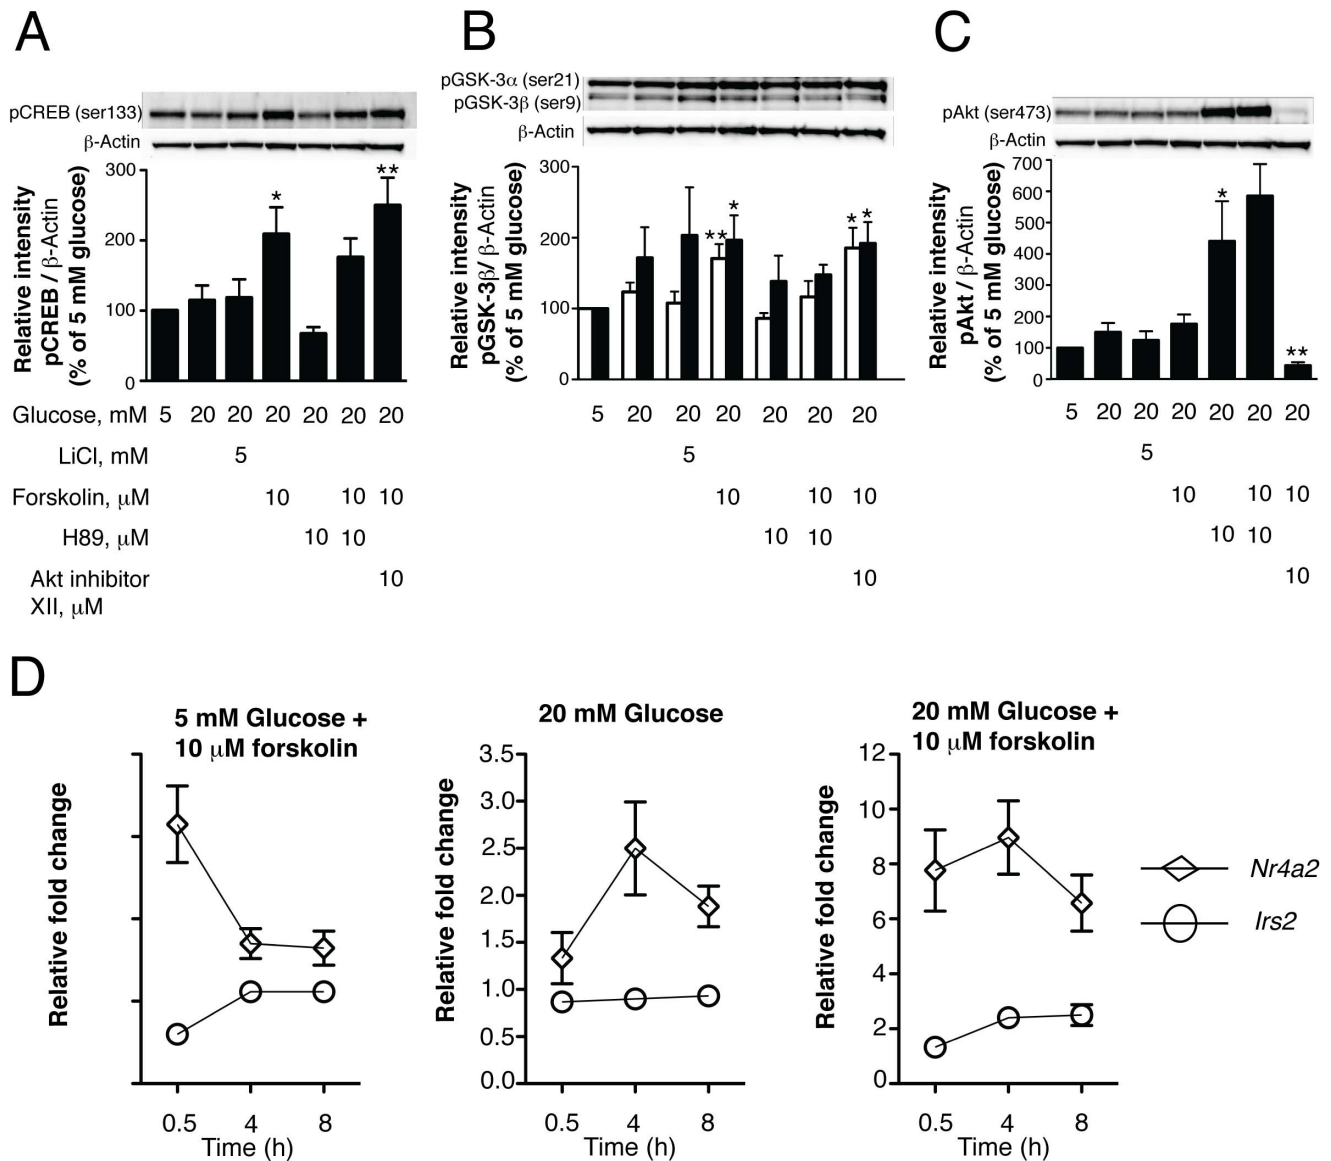 A
pCREB (ser133)
β-Actin
Relative intensity
pCREB / β-Actin
(% of 5 mM glucose)
300
200
100
0
*
**
Glucose, mM 5 20 20 20 20 20 20
LiCl, mM 5
Forskolin, μM 10 10 10
H89, μM 10 10
Akt inhibitor 10
XII, μM
B
pGSK-3α (ser21)
pGSK-3β (ser9)
β-Actin
Relative intensity
pGSK-3β/ β-Actin
(% of 5 mM glucose)
300
200
100
0
** * * *
5 20 20 20 20 20 20
5
10 10 10
10 10
10
C
pAkt (ser473)
β-Actin
Relative intensity
pAkt / β-Actin
(% of 5 mM glucose)
700
600
500
400
300
200
100
0
*
**
5 20 20 20 20 20 20
5
10 10 10
10 10
10
D
5 mM Glucose +
10 μM forskolin
Relative fold change
0.5 4 8
Time (h)
20 mM Glucose
Relative fold change
3.5
3.0
2.5
2.0
1.5
1.0
0.5
0.0
0.5 4 8
Time (h)
20 mM Glucose +
10 μM forskolin
Relative fold change
12
10
8
6
4
2
0
0.5 4 8
Time (h)
Nr4a2
Irs2